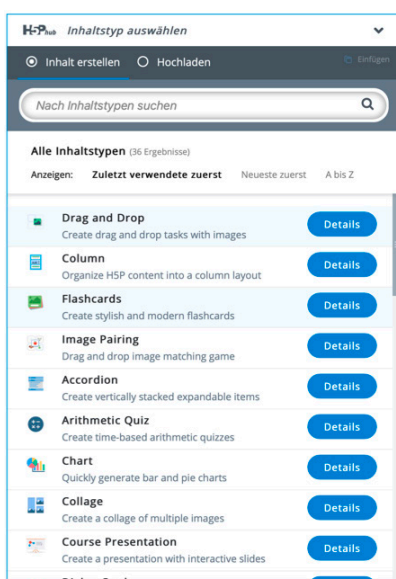 H5P hub Inhaltstyp auswählen
Inhalt erstellen Hochladen Einfügen
Nach Inhaltstypen suchen
Alle Inhaltstypen (36 Ergebnisse)
Anzeigen: Zuletzt verwendete zuerst Neueste zuerst A bis Z
Drag and Drop
Create drag and drop tasks with images
Details
Column
Organize H5P content into a column layout
Details
Flashcards
Create stylish and modern flashcards
Details
Image Pairing
Drag and drop image matching game
Details
Accordion
Create vertically stacked expandable items
Details
Arithmetic Quiz
Create time-based arithmetic quizzes
Details
Chart
Quickly generate bar and pie charts
Details
Collage
Create a collage of multiple images
Details
Course Presentation
Create a presentation with interactive slides
Details